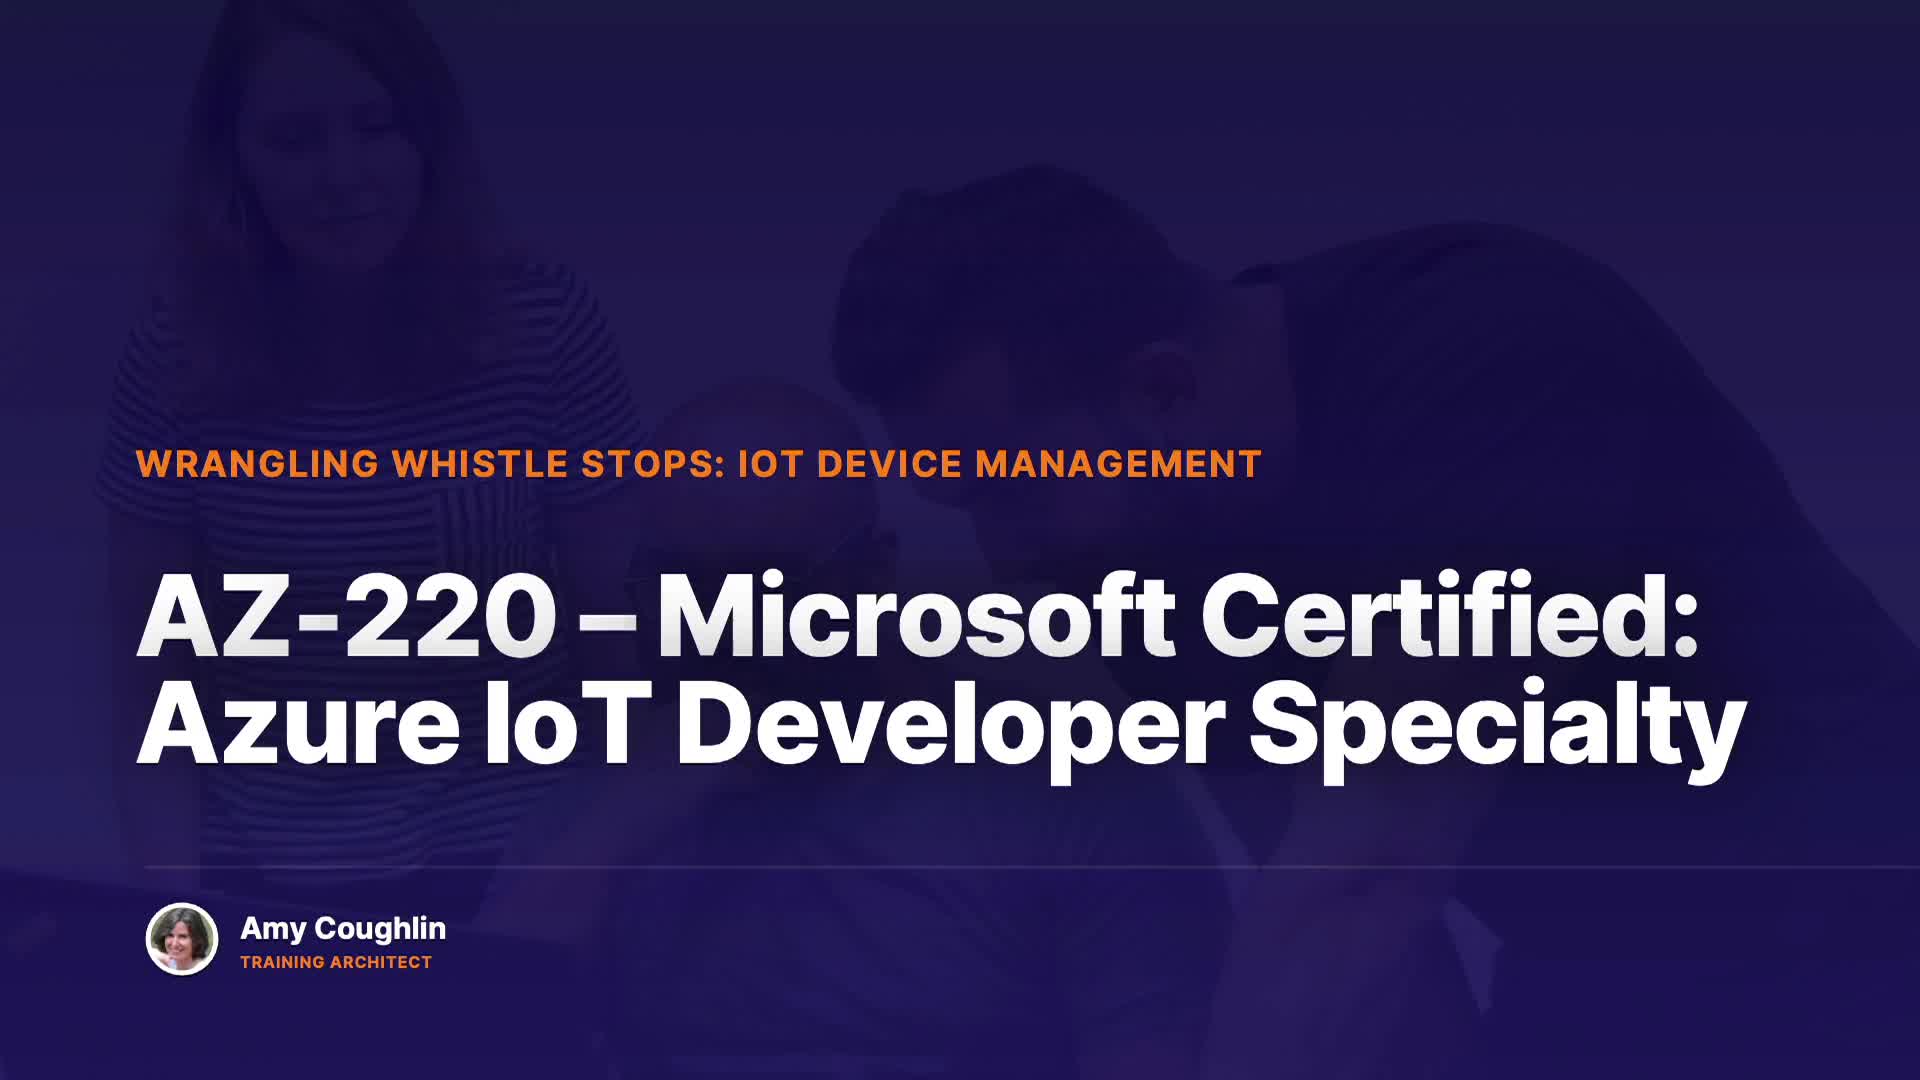 WRANGLING WHISTLE STOPS: IOT DEVICE MANAGEMENT
AZ-220 – Microsoft Certified:
Azure IoT Developer Specialty
Amy Coughlin
TRAINING ARCHITECT